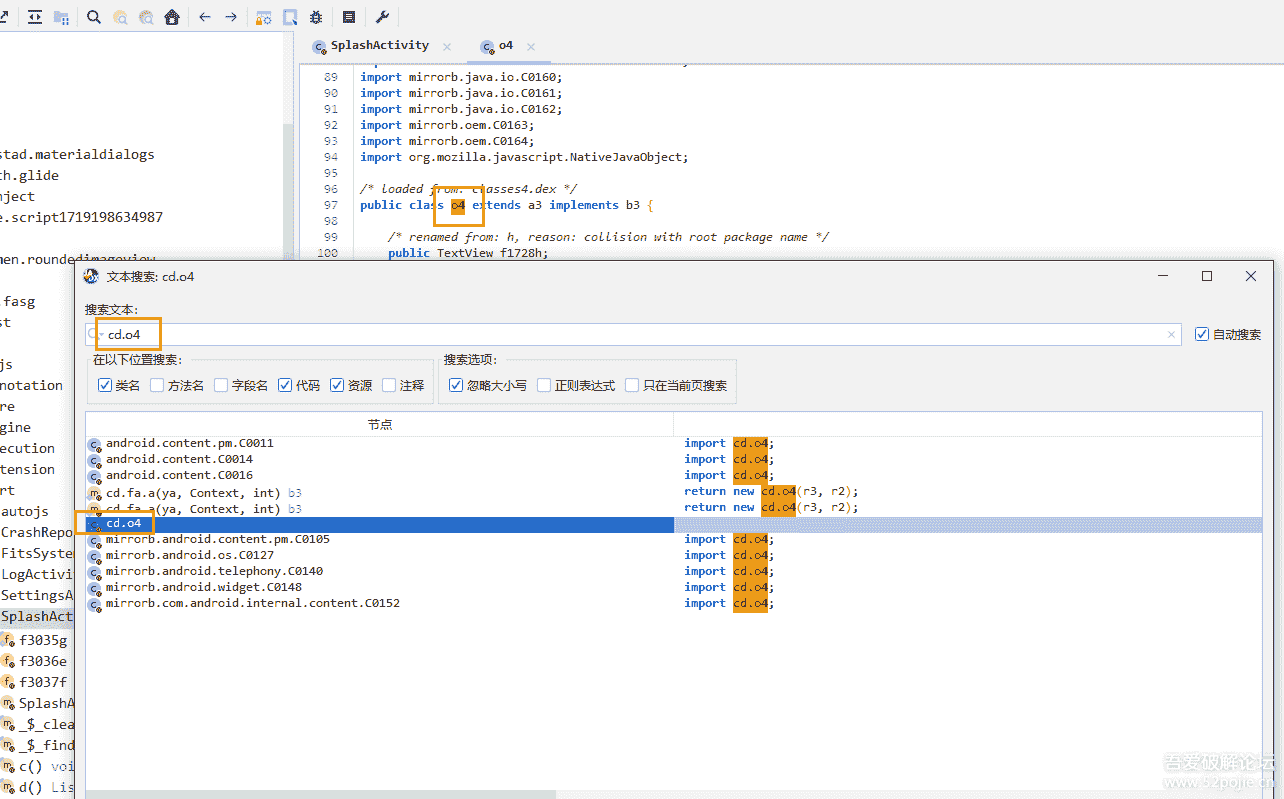 SplashActivity
o4
89 import mirrorb.java.io.C0160;
90 import mirrorb.java.io.C0161;
91 import mirrorb.java.io.C0162;
92 import mirrorb.oem.C0163;
93 import mirrorb.oem.C0164;
94 import org.mozilla.javascript.NativeJavaObject;
95
96 /* loaded from: classes4.dex */
97 public class o4 extends a3 implements b3 {
98
99 /* renamed from: h, reason: collision with root package name */
100 public TextView f1728h;
stad.materialdialogs
th.glide
nject
e.script1719198634987
men.roundedimageview
.fasg
st
js
notation
re
gine
ecution
tension
rt
autojs
CrashRepo
FitsSyste
LogActivi
SettingsA
SplashAct
f3035g
f3036e
f3037f
SplashA
_$_clea
_$_find
c() voi
d() Lis
文本搜索: cd.o4
搜索文本:
cd.o4
自动搜索
在以下位置搜索:
类名 方法名 字段名 代码 资源 注释
搜索选项:
忽略大小写 正则表达式 只在当前页搜索
节点
android.content.pm.C0011 import cd.o4;
android.content.C0014 import cd.o4;
android.content.C0016 import cd.o4;
cd.fa.a(ya, Context, int) b3 return new cd.o4(r3, r2);
cd.fa.a(ya, Context, int) b3 return new cd.o4(r3, r2);
cd.o4
mirrorb.android.content.pm.C0105 import cd.o4;
mirrorb.android.os.C0127 import cd.o4;
mirrorb.android.telephony.C0140 import cd.o4;
mirrorb.android.widget.C0148 import cd.o4;
mirrorb.com.android.internal.content.C0152 import cd.o4;
吾爱破解论坛
www.52pojie.cn